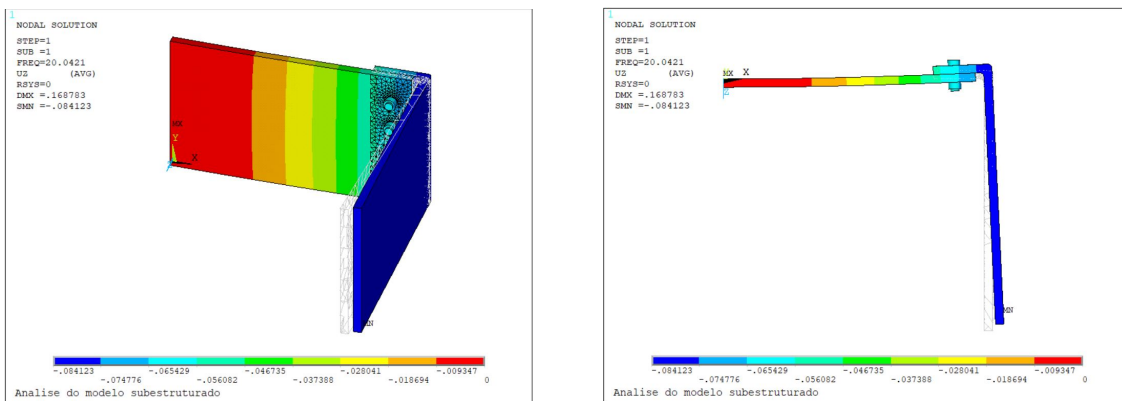 1
NODAL SOLUTION
STEP=1
SUB =1
FREQ=20.0421
UZ (AVG)
RSYS=0
DMX =.168783
SMN =-.084123
MX
Y
X
MN
-.084123 -.065429 -.046735 -.028041 -.009347
-.074776 -.056082 -.037388 -.018694 0
Analise do modelo subestruturado
1
NODAL SOLUTION
STEP=1
SUB =1
FREQ=20.0421
UZ (AVG)
RSYS=0
DMX =.168783
SMN =-.084123
MX X
Z
MN
-.084123 -.065429 -.046735 -.028041 -.009347
-.074776 -.056082 -.037388 -.018694 0
Analise do modelo subestruturado